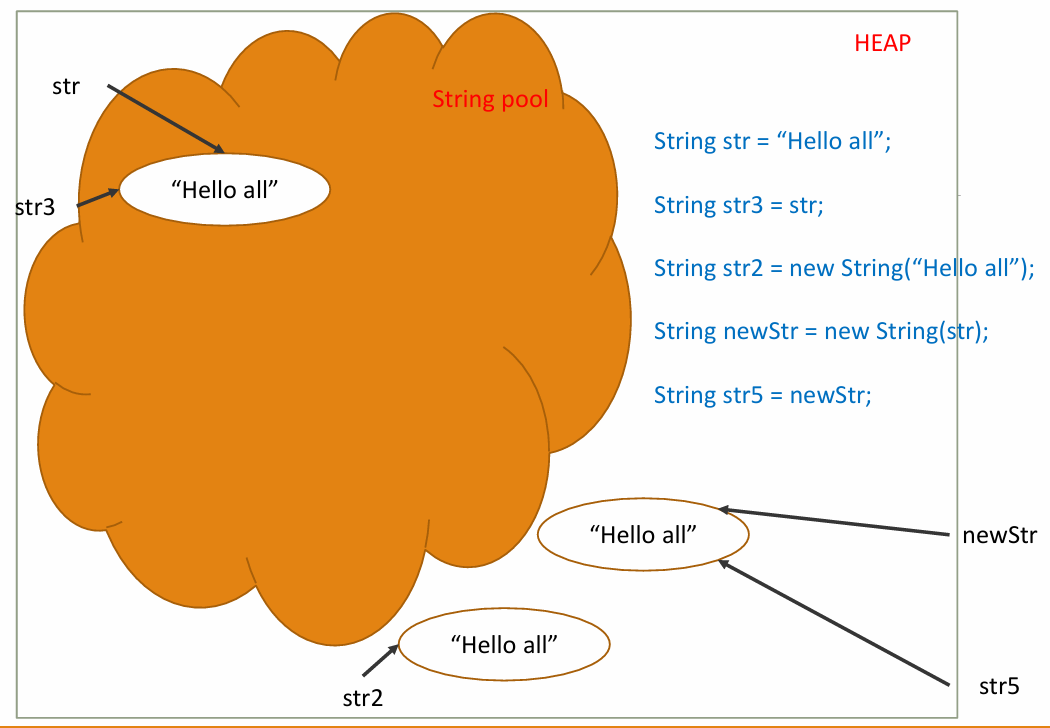 HEAP
str
String pool
String str = “Hello all”;
“Hello all”
str3
String str3 = str;
String str2 = new String(“Hello all”);
String newStr = new String(str);
String str5 = newStr;
“Hello all”
newStr
“Hello all”
str2
str5